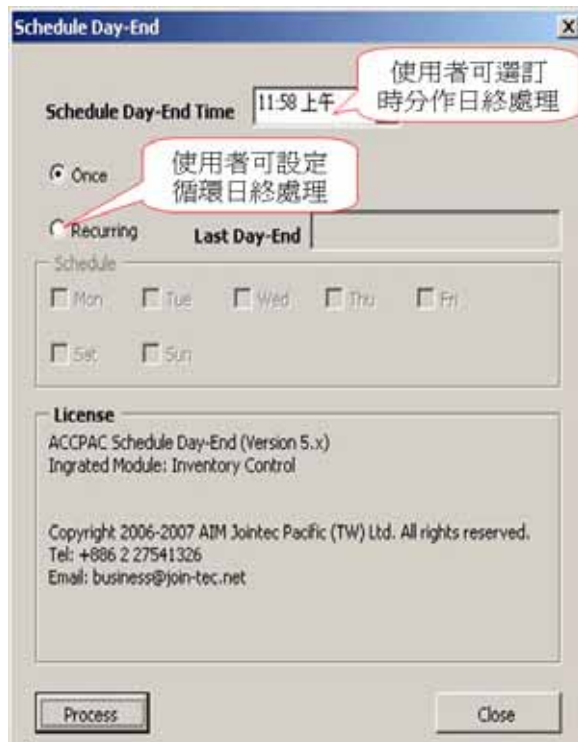 Schedule Day-End
使用者可選訂
時分作日終處理
Schedule Day-End Time 11:58 上午
Once
使用者可設定
循環日終處理
Recurring Last Day-End
Schedule
Mon Tue Wed Thu Fri
Sat Sun
License
ACCPAC Schedule Day-End (Version 5.x)
Ingrated Module: Inventory Control
Copyright 2006-2007 AIM Jointec Pacific (TW) Ltd. All rights reserved.
Tel: +886 2 27541326
Email: business@join-tec.net
Process Close